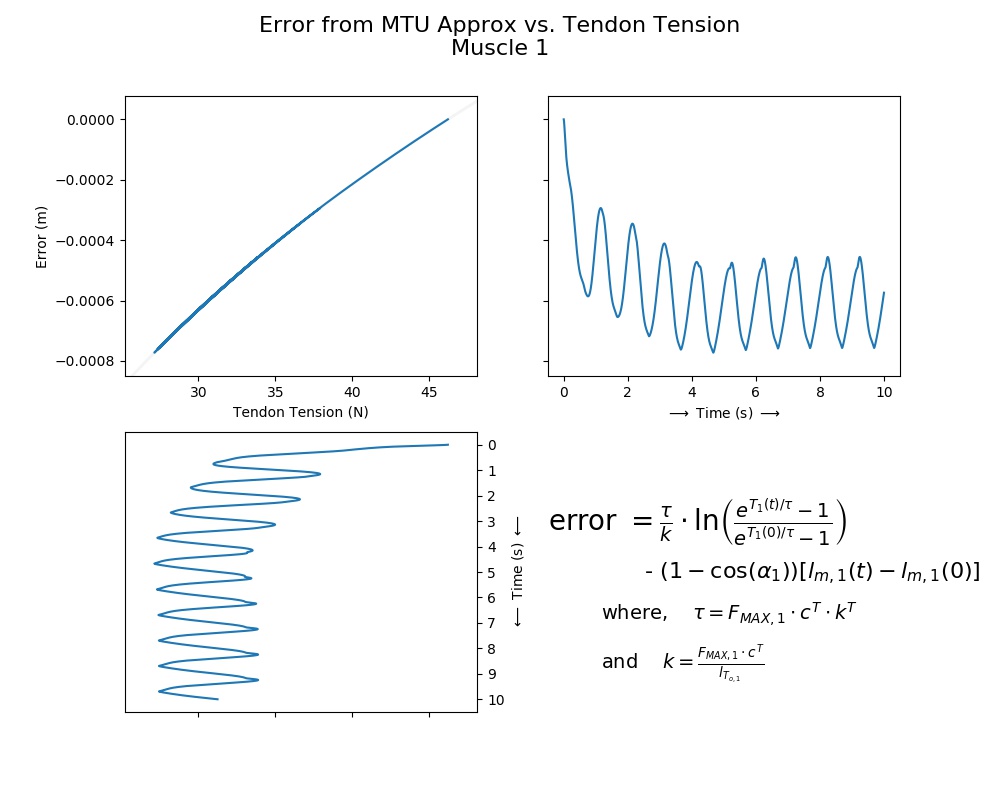 Error from MTU Approx vs. Tendon Tension
Muscle 1
Error (m)
0.0000
−0.0002
−0.0004
−0.0006
−0.0008
30 35 40 45
Tendon Tension (N)
0 2 4 6 8 10
⟶ Time (s) ⟶
0
1
2
3
4
5
6
7
8
9
10
⟵ Time (s) ⟵
error = τ/k · ln((e^{T₁(t)/τ} − 1)/(e^{T₁(0)/τ} − 1))
- (1 − cos(α₁))[l_{m,1}(t) − l_{m,1}(0)]
where, τ = F_{MAX,1} · c^T · k^T
and k = (F_{MAX,1} · c^T)/l_{T_{o,1}}